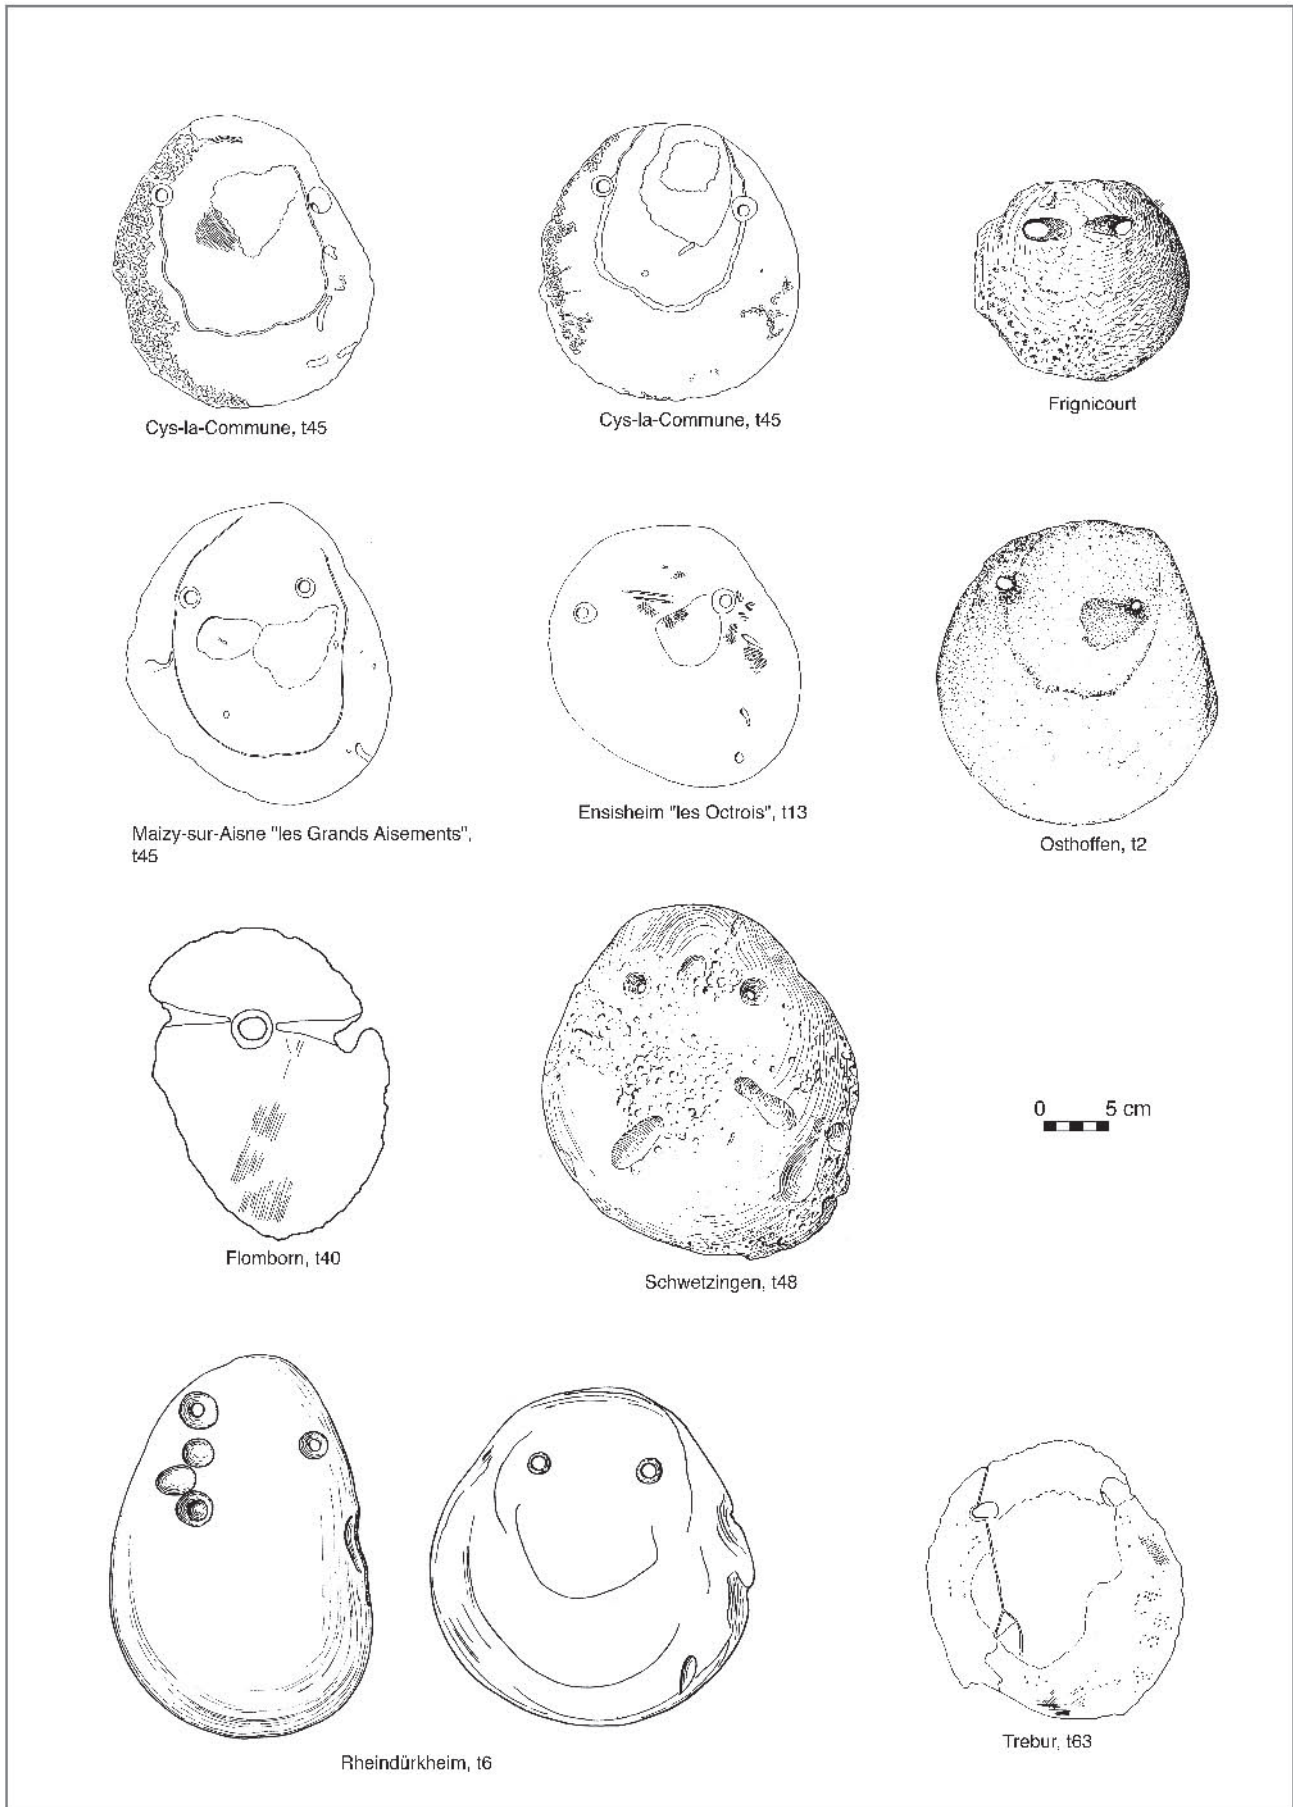 Cys-la-Commune, t45
Cys-la-Commune, t45
Frignicourt
Maizy-sur-Aisne "les Grands Aisements",
t45
Ensisheim "les Octrois", t13
Osthoffen, t2
Flomborn, t40
Schwetzingen, t48
0 5 cm
Rheindürkheim, t6
Trebur, t63